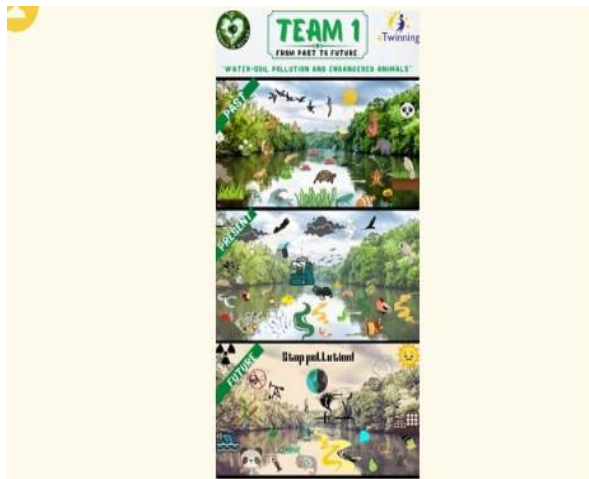 TEAM 1
FROM PAST TO FUTURE
eTwinning
"WATER-SOIL POLLUTION AND ENDANGERED ANIMALS"
PAST
PRESENT
FUTURE
Stop pollution!